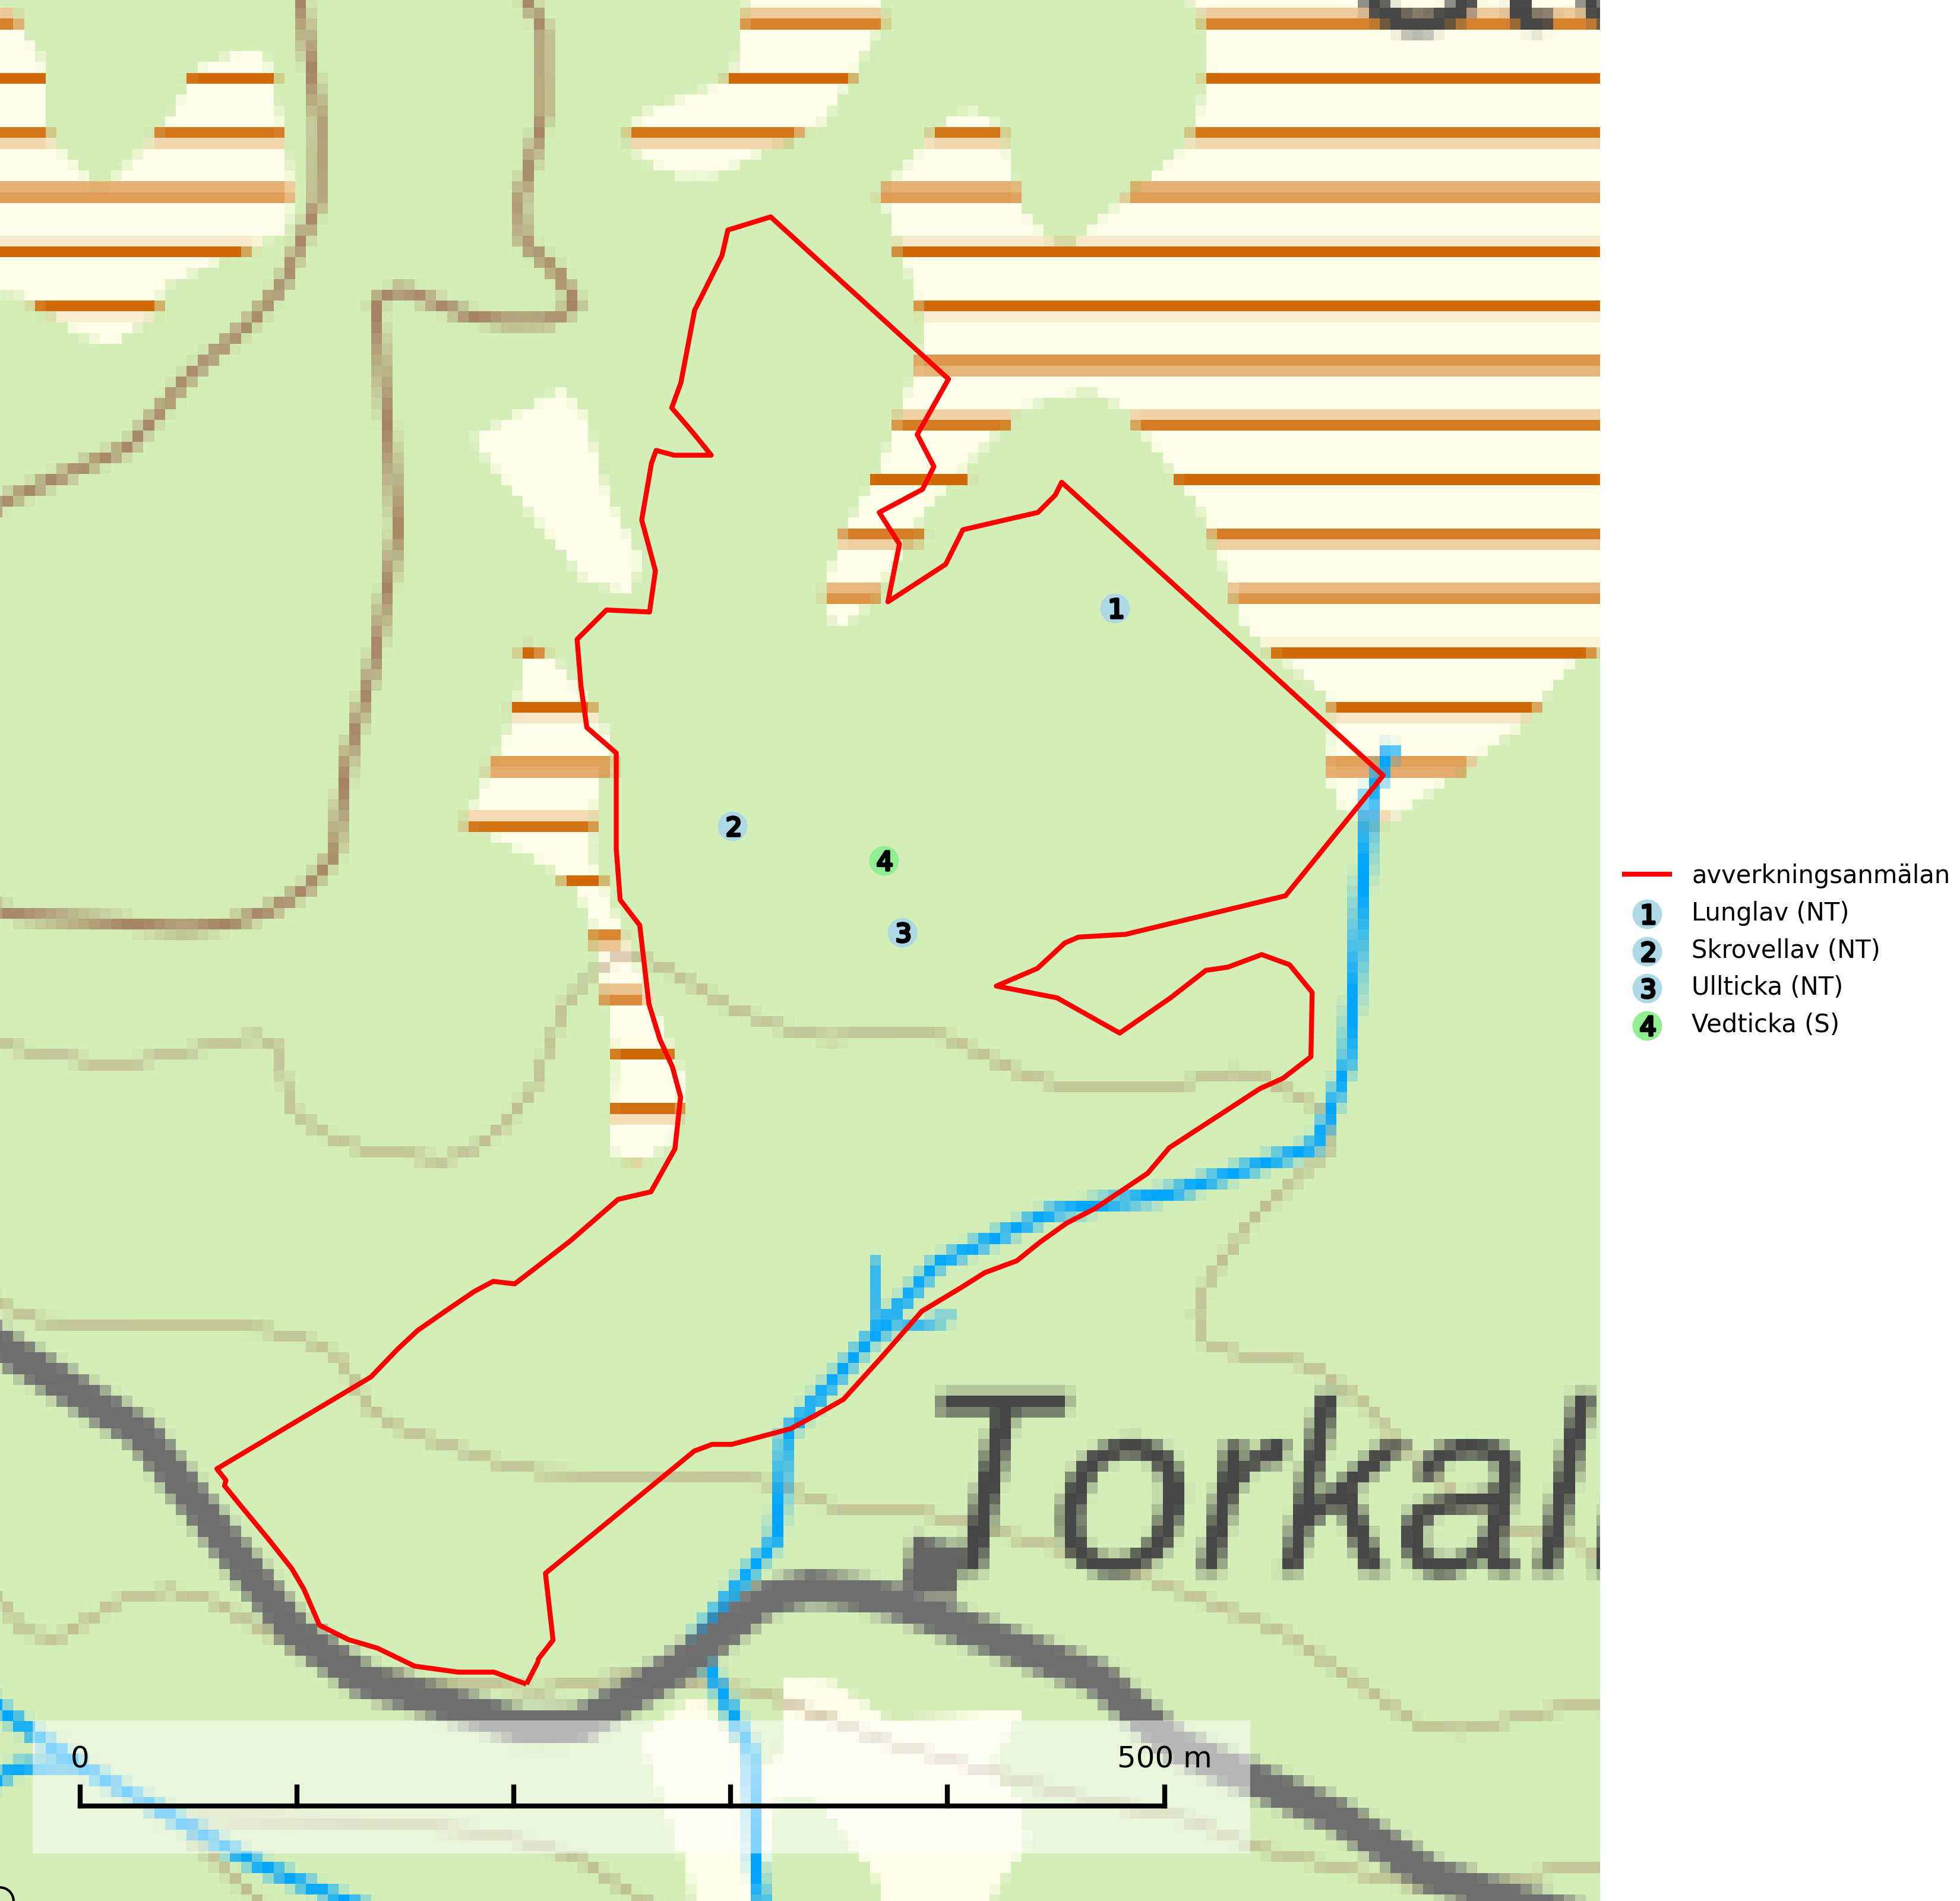 1
2
4
3
avverkningsanmälan
1 Lunglav (NT)
2 Skrovellav (NT)
3 Ullticka (NT)
4 Vedticka (S)
Torkal
0 500 m